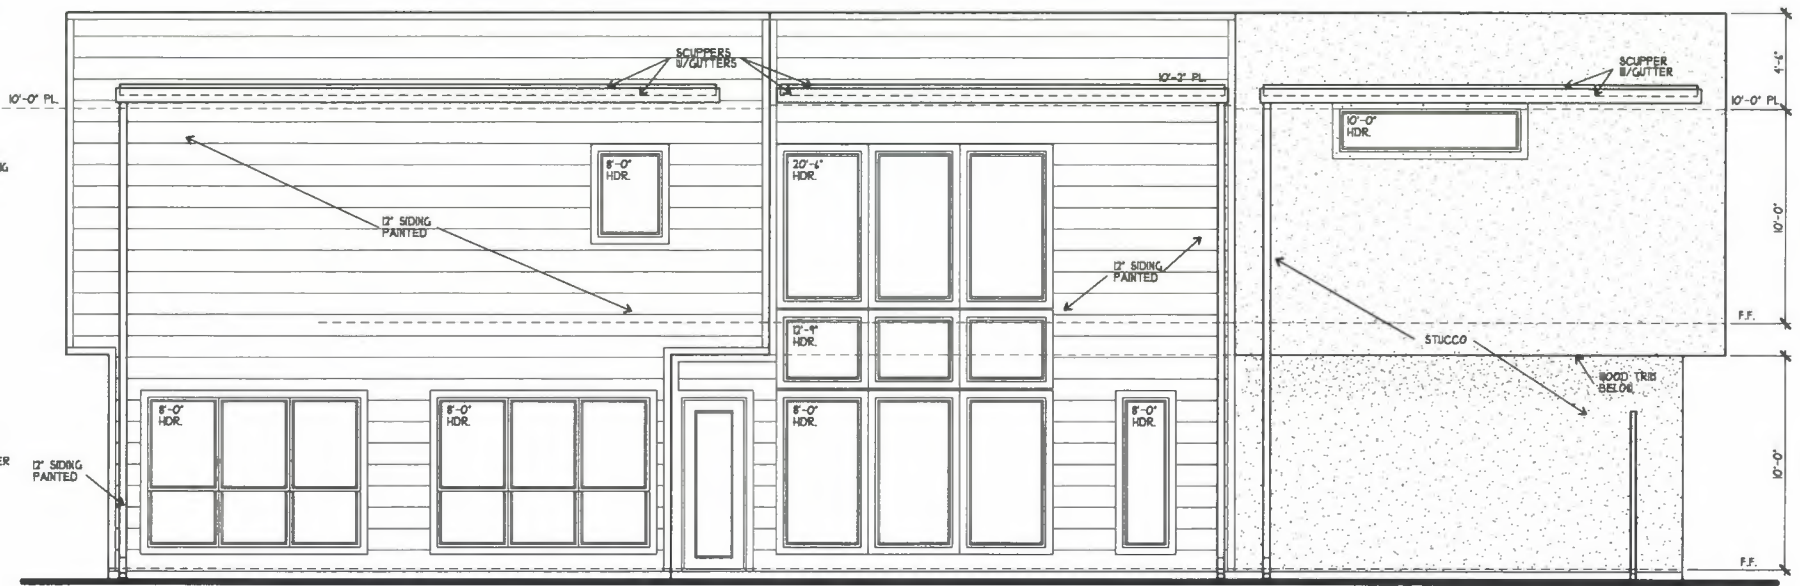 SCUPPERS
W/GUTTERS
10'-2" PL.
SCUPPER
W/GUTTER
4'-6"
10'-0" PL.
10'-0" PL.
10'-0"
HDR.
8'-0"
HDR.
20'-6"
HDR.
12" SIDING
PAINTED
10'-0"
12" SIDING
PAINTED
F.F.
12'-9"
HDR.
STUCCO
WOOD TRIM
BELOW
8'-0"
HDR.
8'-0"
HDR.
8'-0"
HDR.
8'-0"
HDR.
12" SIDING
PAINTED
10'-0"
F.F.